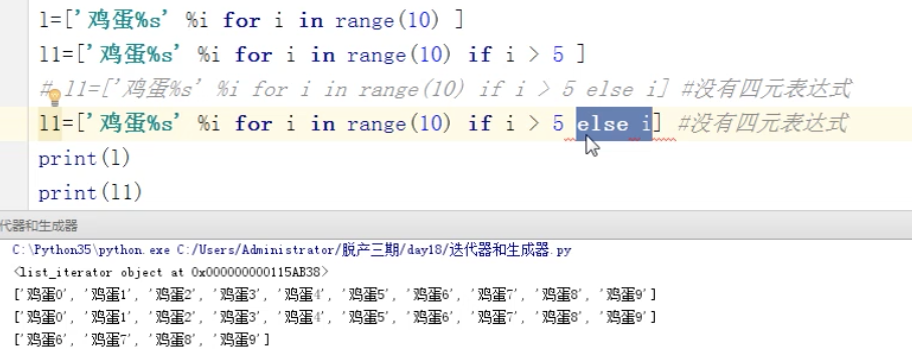 l=['鸡蛋%s' %i for i in range(10) ]
l1=['鸡蛋%s' %i for i in range(10) if i > 5 ]
# l1=['鸡蛋%s' %i for i in range(10) if i > 5 else i] #没有四元表达式
l1=['鸡蛋%s' %i for i in range(10) if i > 5 else i] #没有四元表达式
print(l)
print(l1)
代器和生成器
C:\Python35\python.exe C:/Users/Administrator/脱产三期/day18/迭代器和生成器.py
<list_iterator object at 0x000000000115AB38>
['鸡蛋0', '鸡蛋1', '鸡蛋2', '鸡蛋3', '鸡蛋4', '鸡蛋5', '鸡蛋6', '鸡蛋7', '鸡蛋8', '鸡蛋9']
['鸡蛋0', '鸡蛋1', '鸡蛋2', '鸡蛋3', '鸡蛋4', '鸡蛋5', '鸡蛋6', '鸡蛋7', '鸡蛋8', '鸡蛋9']
['鸡蛋6', '鸡蛋7', '鸡蛋8', '鸡蛋9']